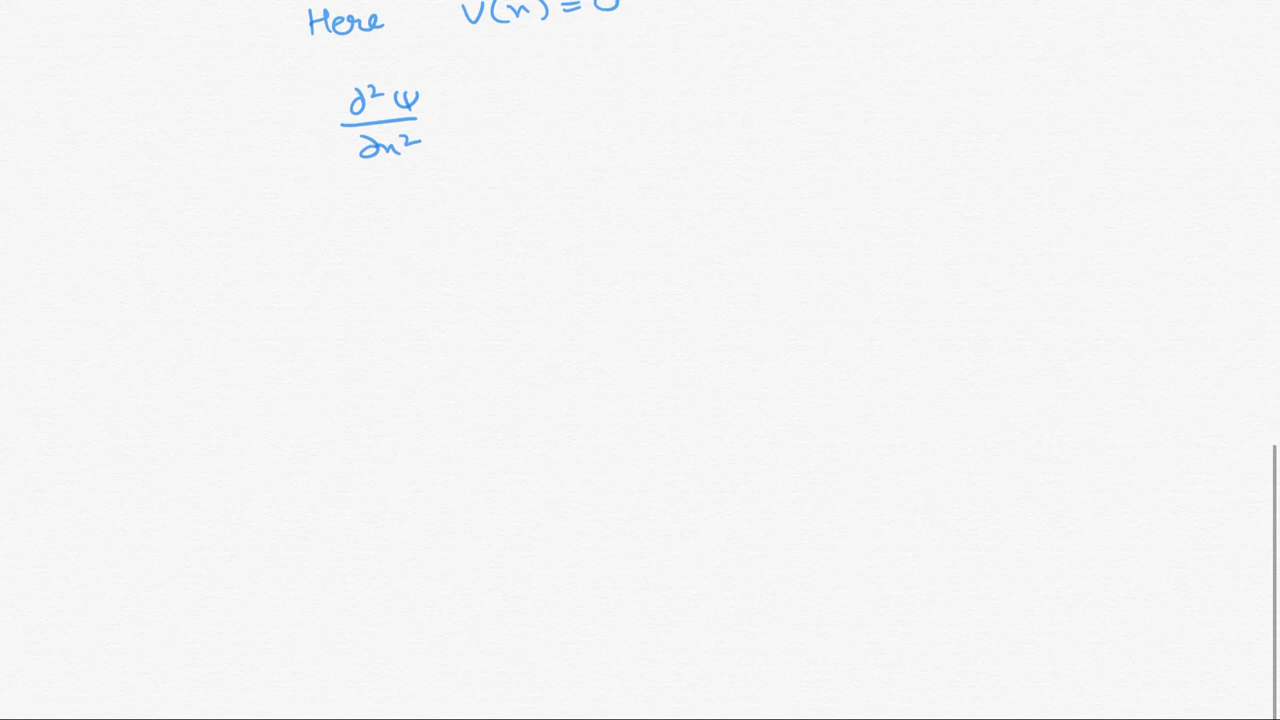 Here V(x) = 0
∂²ψ
∂x²